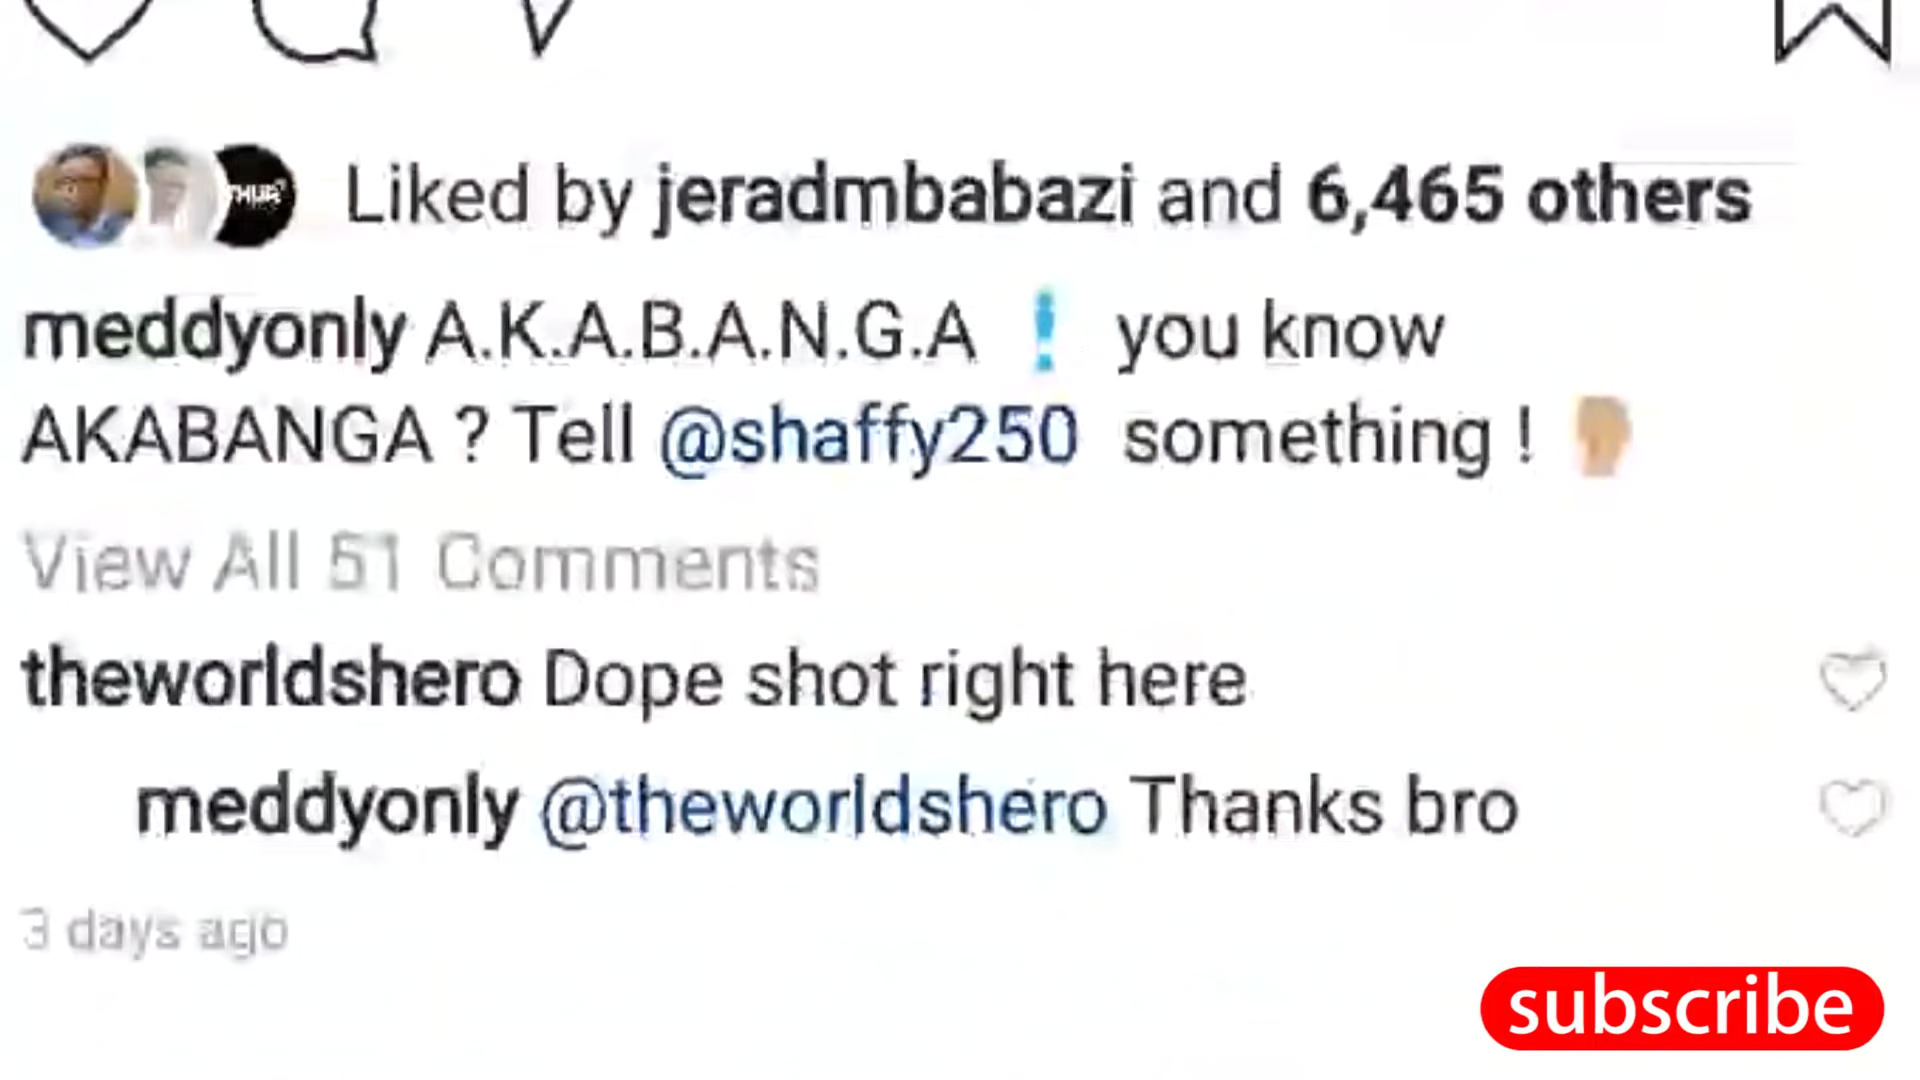 Liked by jeradmbabazi and 6,465 others
meddyonly A.K.A.B.A.N.G.A ❗ you know
AKABANGA ? Tell @shaffy250 something !
View All 51 Comments
theworldshero Dope shot right here
meddyonly @theworldshero Thanks bro
3 days ago
subscribe